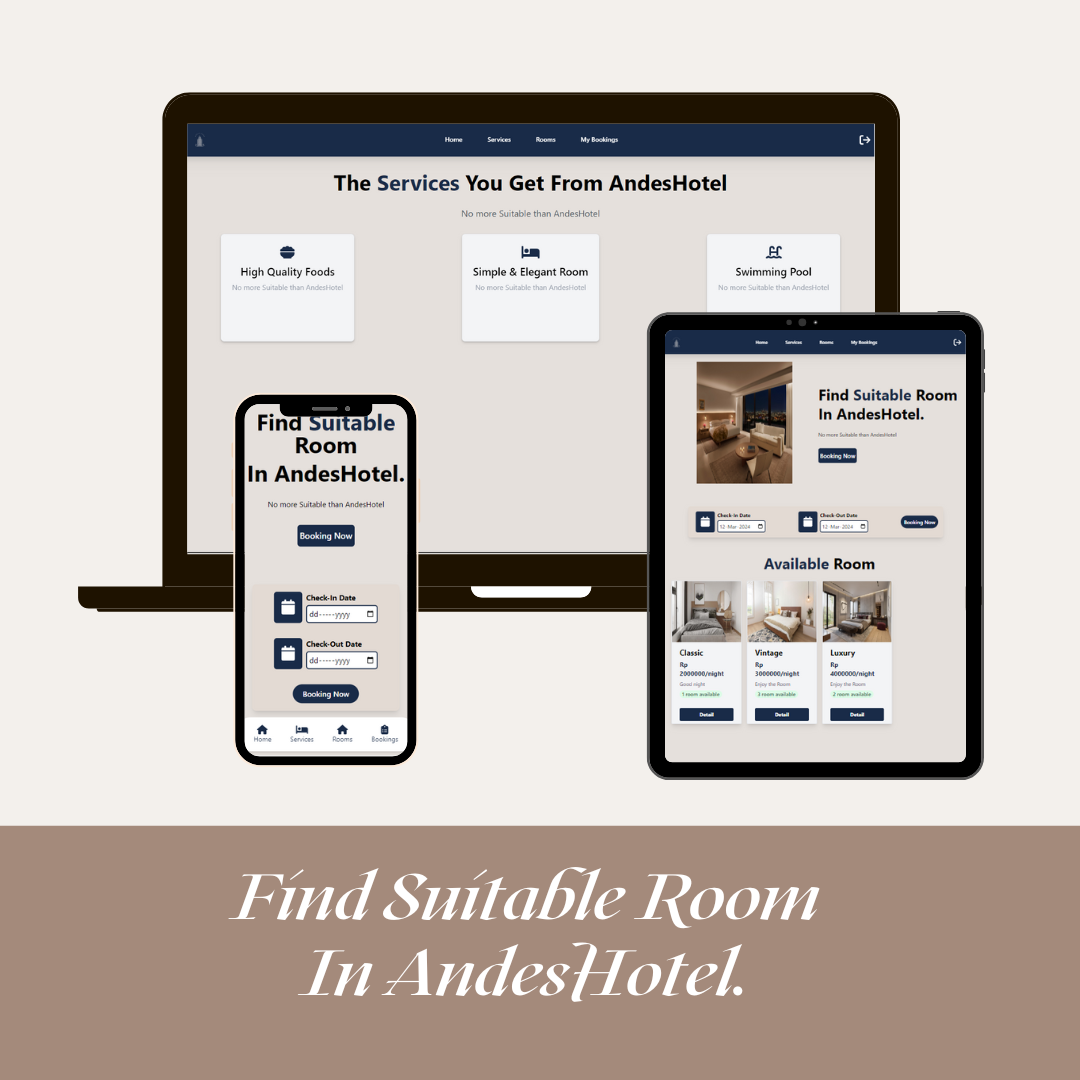 Home Services Rooms My Bookings
The Services You Get From AndesHotel
No more Suitable than AndesHotel
High Quality Foods
No more Suitable than AndesHotel
Simple & Elegant Room
No more Suitable than AndesHotel
Swimming Pool
No more Suitable than AndesHotel
Find Suitable
Room
In AndesHotel.
No more Suitable than AndesHotel
Booking Now
Check-In Date
dd-----yyyy
Check-Out Date
dd-----yyyy
Booking Now
Home Services Rooms Bookings
Home Services Rooms My Bookings
Find Suitable Room
In AndesHotel.
No more Suitable than AndesHotel
Booking Now
Check-In Date
12-Mar-2024
Check-Out Date
12-Mar-2024
Booking Now
Available Room
Classic
Rp
2000000/night
Good night
1 room available
Detail
Vintage
Rp
3000000/night
Enjoy the Room
3 room available
Detail
Luxury
Rp
4000000/night
Enjoy the Room
2 room available
Detail
Find Suitable Room
In AndesHotel.